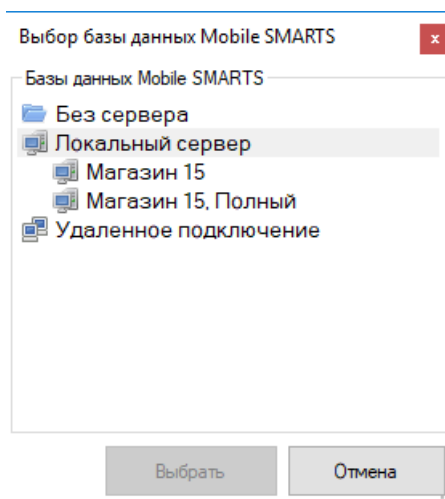 Выбор базы данных Mobile SMARTS
x
Базы данных Mobile SMARTS
Без сервера
Локальный сервер
Магазин 15
Магазин 15, Полный
Удаленное подключение
Выбрать
Отмена